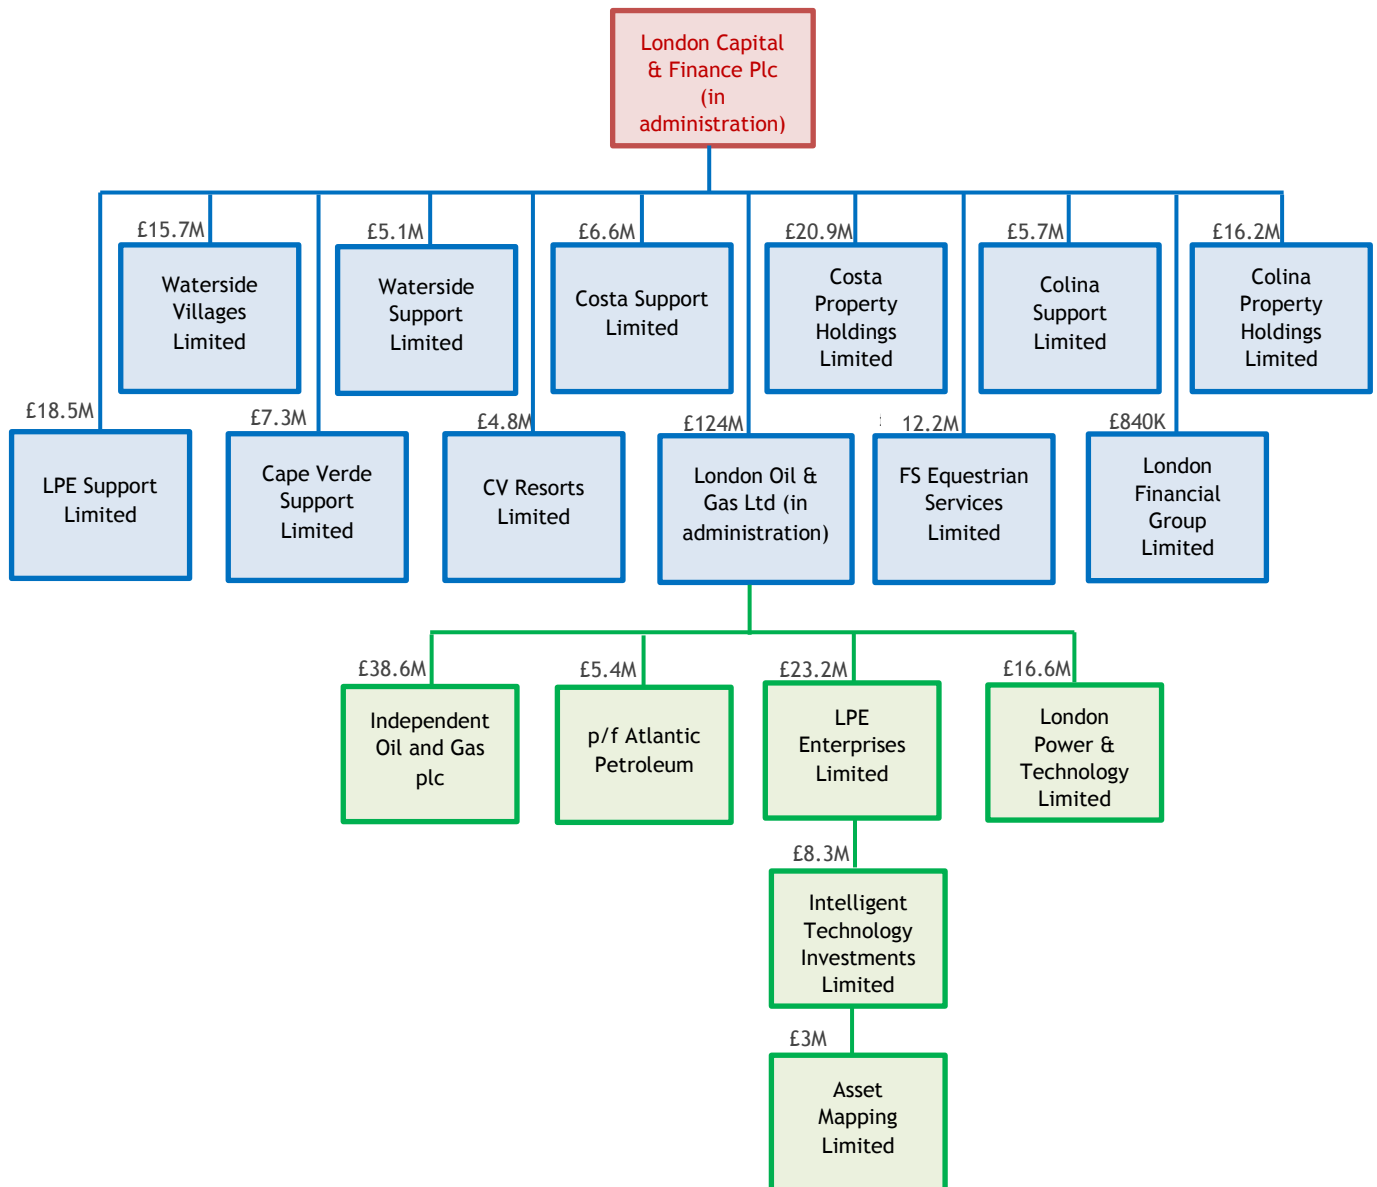 London Capital
& Finance Plc
(in
administration)
£15.7M
£5.1M
£6.6M
£20.9M
£5.7M
£16.2M
Waterside
Villages
Limited
Waterside
Support
Limited
Costa Support
Limited
Costa
Property
Holdings
Limited
Colina
Support
Limited
Colina
Property
Holdings
Limited
£18.5M
£7.3M
£4.8M
£124M
12.2M
£840K
LPE Support
Limited
Cape Verde
Support
Limited
CV Resorts
Limited
London Oil &
Gas Ltd (in
administration)
FS Equestrian
Services
Limited
London
Financial
Group
Limited
£38.6M
£5.4M
£23.2M
£16.6M
Independent
Oil and Gas
plc
p/f Atlantic
Petroleum
LPE
Enterprises
Limited
London
Power &
Technology
Limited
£8.3M
Intelligent
Technology
Investments
Limited
£3M
Asset
Mapping
Limited